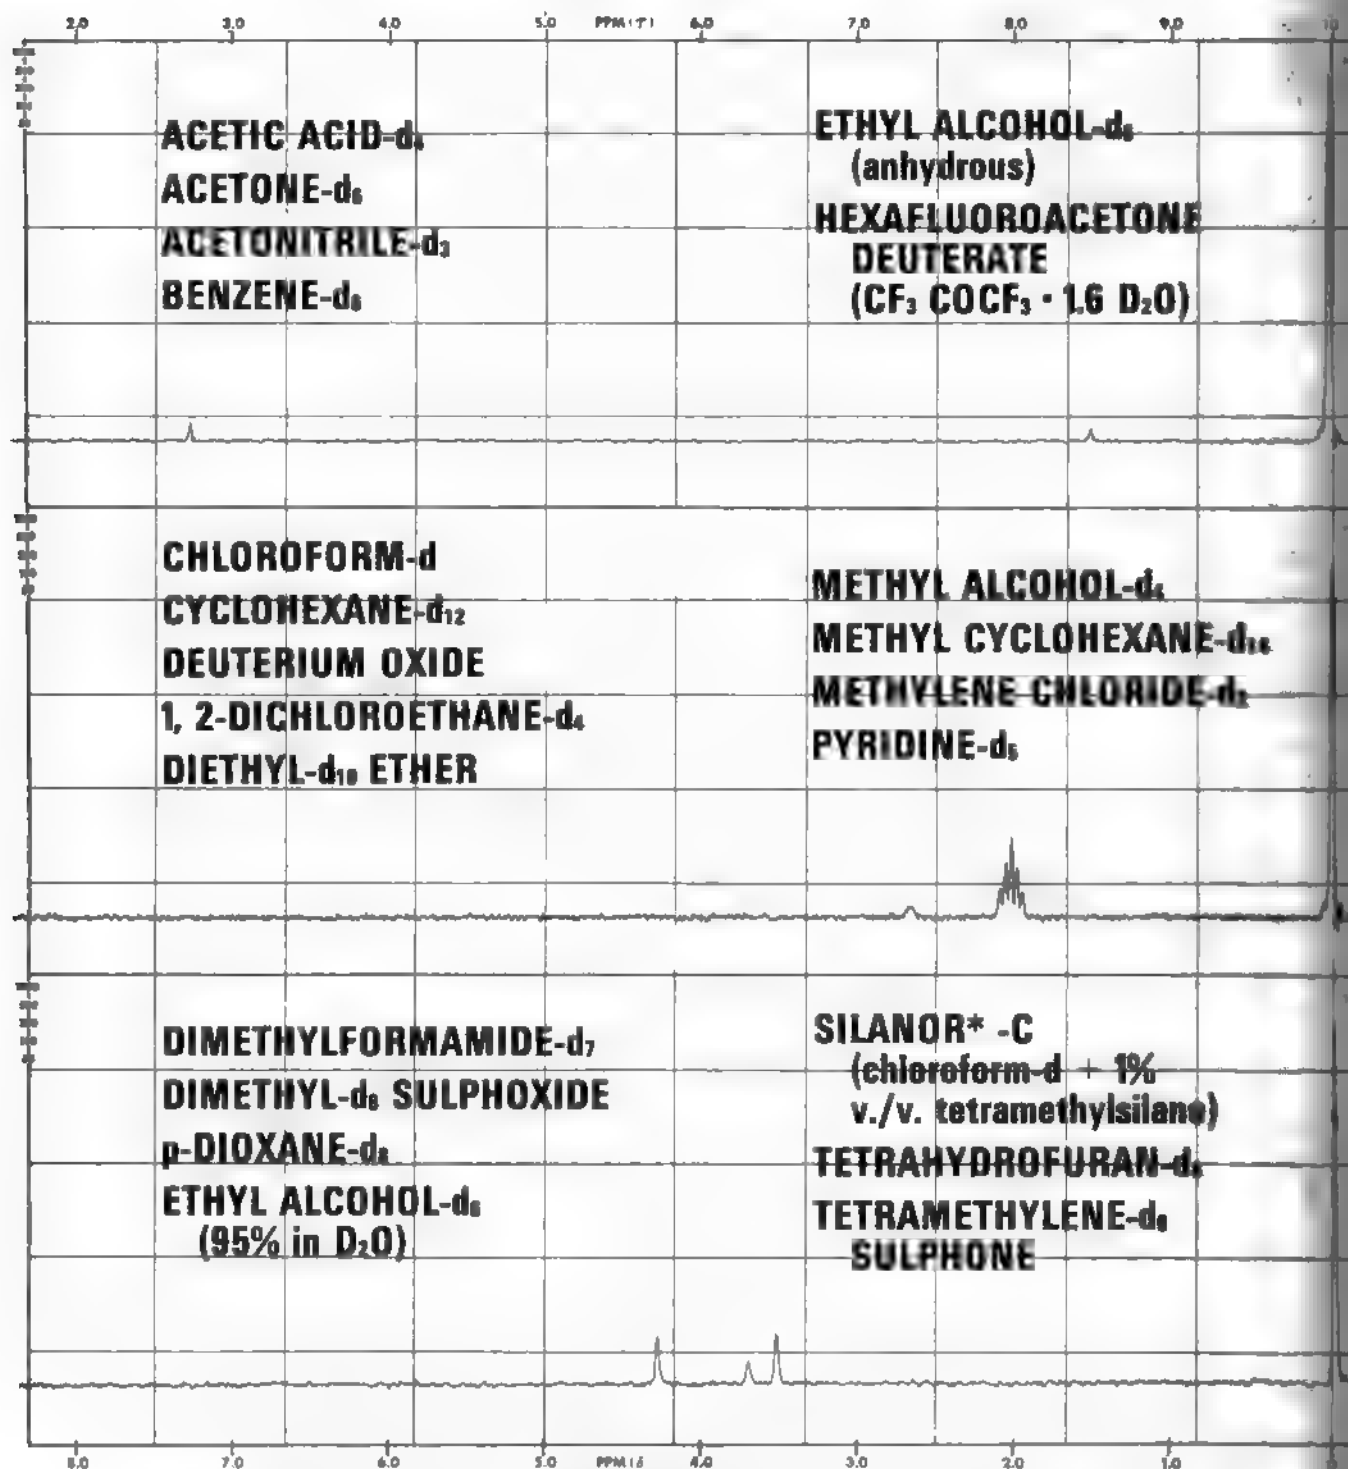 2.0 3.0 4.0 5.0 PPM (τ) 6.0 7.0 8.0 9.0 10
ACETIC ACID-d₄
ACETONE-d₆
ACETONITRILE-d₃
BENZENE-d₆
ETHYL ALCOHOL-d₆
(anhydrous)
HEXAFLUOROACETONE
DEUTERATE
(CF₃ COCF₃ • 1.6 D₂O)
CHLOROFORM-d
CYCLOHEXANE-d₁₂
DEUTERIUM OXIDE
1, 2-DICHLOROETHANE-d₄
DIETHYL-d₁₀ ETHER
METHYL ALCOHOL-d₄
METHYL CYCLOHEXANE-d₁₄
METHYLENE CHLORIDE-d₂
PYRIDINE-d₅
DIMETHYLFORMAMIDE-d₇
DIMETHYL-d₆ SULPHOXIDE
p-DIOXANE-d₈
ETHYL ALCOHOL-d₆
(95% in D₂O)
SILANOR* -C
(chloroform-d + 1%
v./v. tetramethylsilane)
TETRAHYDROFURAN-d₈
TETRAMETHYLENE-d₈
SULPHONE
8.0 7.0 6.0 5.0 PPM (δ 4.0 3.0 2.0 1.0 0